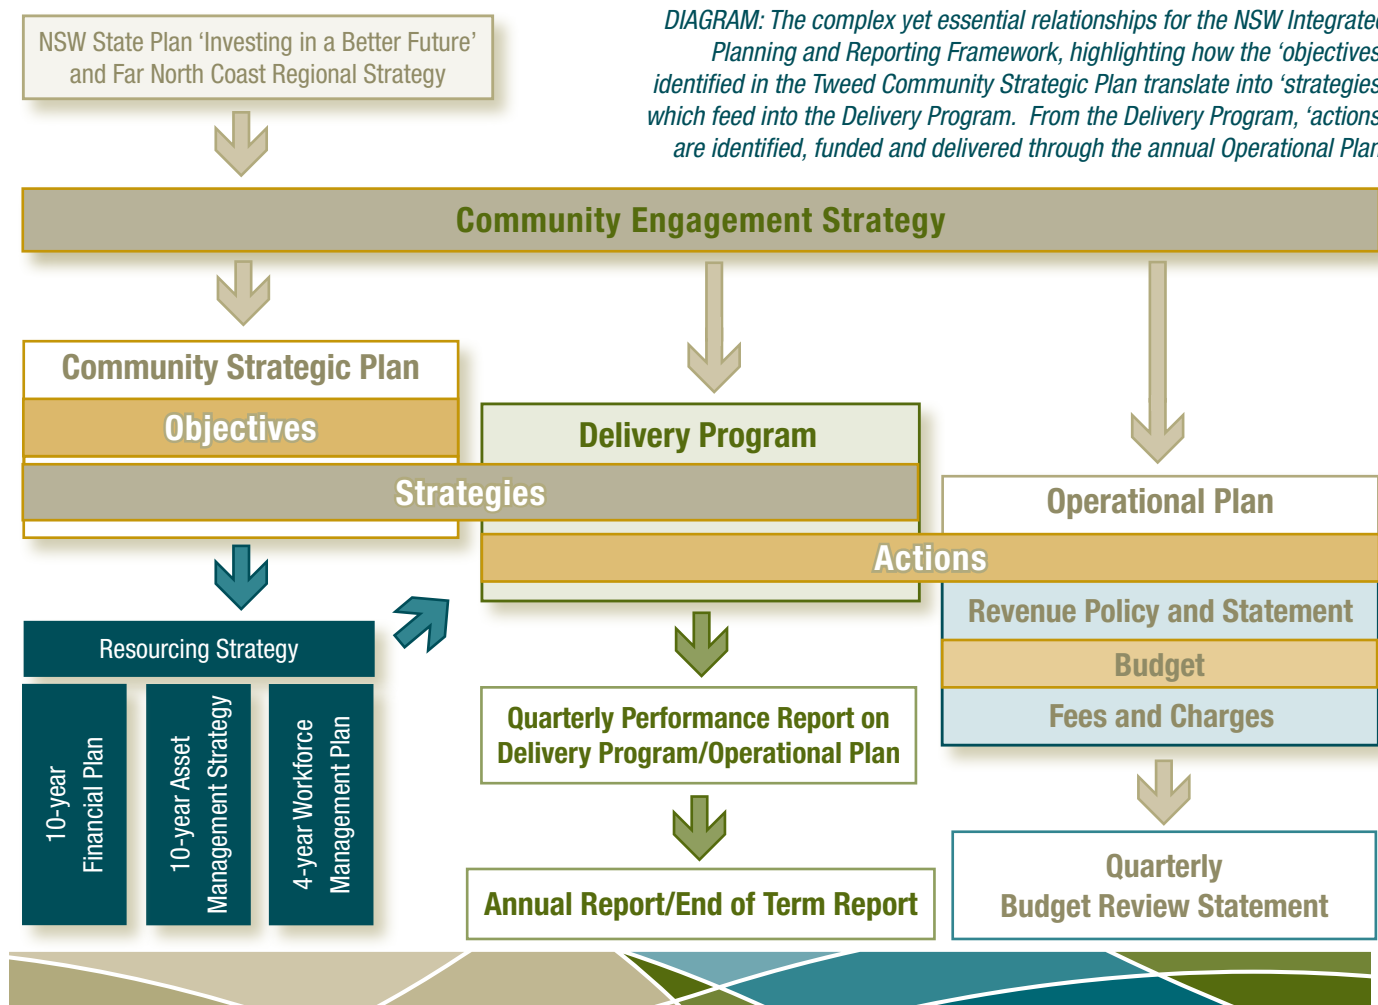 NSW State Plan ‘Investing in a Better Future’
and Far North Coast Regional Strategy
DIAGRAM: The complex yet essential relationships for the NSW Integrated
Planning and Reporting Framework, highlighting how the ‘objectives
identified in the Tweed Community Strategic Plan translate into ‘strategies
which feed into the Delivery Program. From the Delivery Program, ‘actions
are identified, funded and delivered through the annual Operational Plan
Community Engagement Strategy
Community Strategic Plan
Objectives
Strategies
Delivery Program
Operational Plan
Actions
Revenue Policy and Statement
Budget
Fees and Charges
Resourcing Strategy
10-year
Financial Plan
10-year Asset
Management Strategy
4-year Workforce
Management Plan
Quarterly Performance Report on
Delivery Program/Operational Plan
Annual Report/End of Term Report
Quarterly
Budget Review Statement